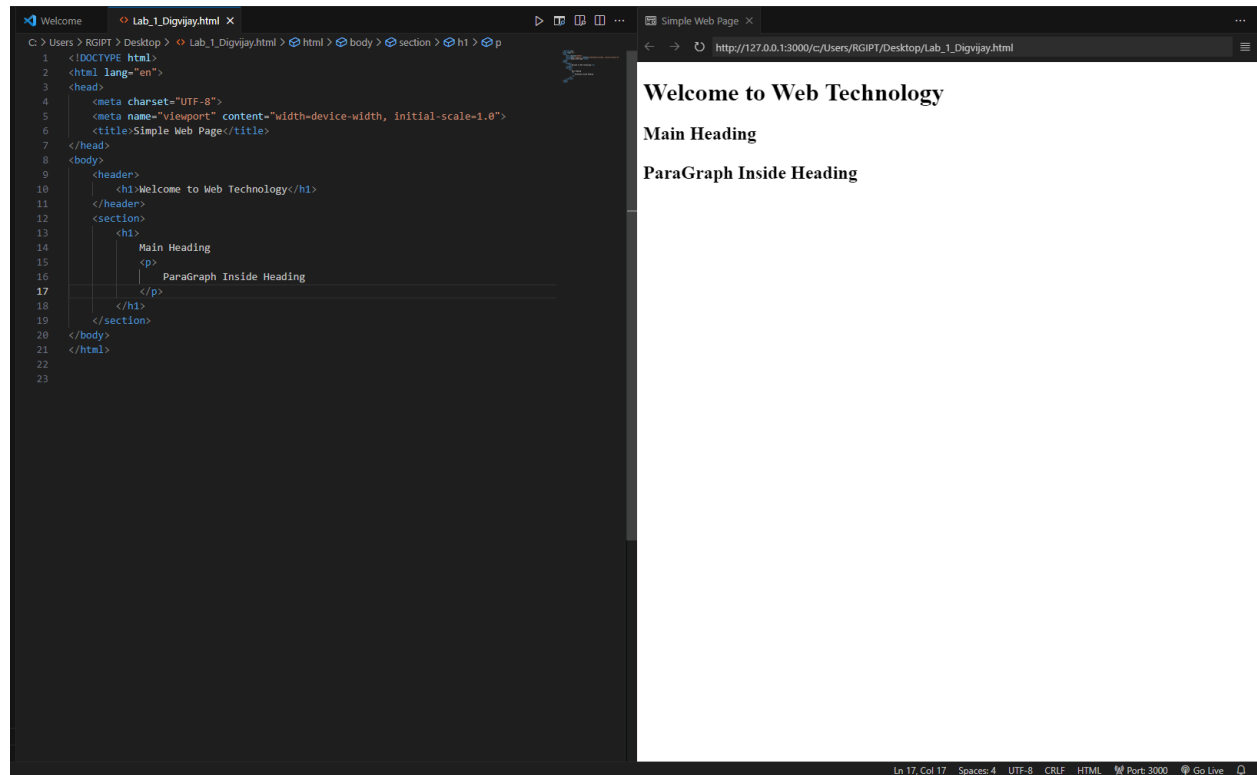 Welcome
Lab_1_Digvijay.html
C: > Users > RGIPT > Desktop > Lab_1_Digvijay.html > html > body > section > h1 > p
1 <!DOCTYPE html>
2 <html lang="en">
3 <head>
4 <meta charset="UTF-8">
5 <meta name="viewport" content="width=device-width, initial-scale=1.0">
6 <title>Simple Web Page</title>
7 </head>
8 <body>
9 <header>
10 <h1>Welcome to Web Technology</h1>
11 </header>
12 <section>
13 <h1>
14 Main Heading
15 <p>
16 ParaGraph Inside Heading
17 </p>
18 </h1>
19 </section>
20 </body>
21 </html>
22
23
Simple Web Page
http://127.0.0.1:3000/c:/Users/RGIPT/Desktop/Lab_1_Digvijay.html
Welcome to Web Technology
Main Heading
ParaGraph Inside Heading
Ln 17, Col 17 Spaces: 4 UTF-8 CRLF HTML Port: 3000 Go Live